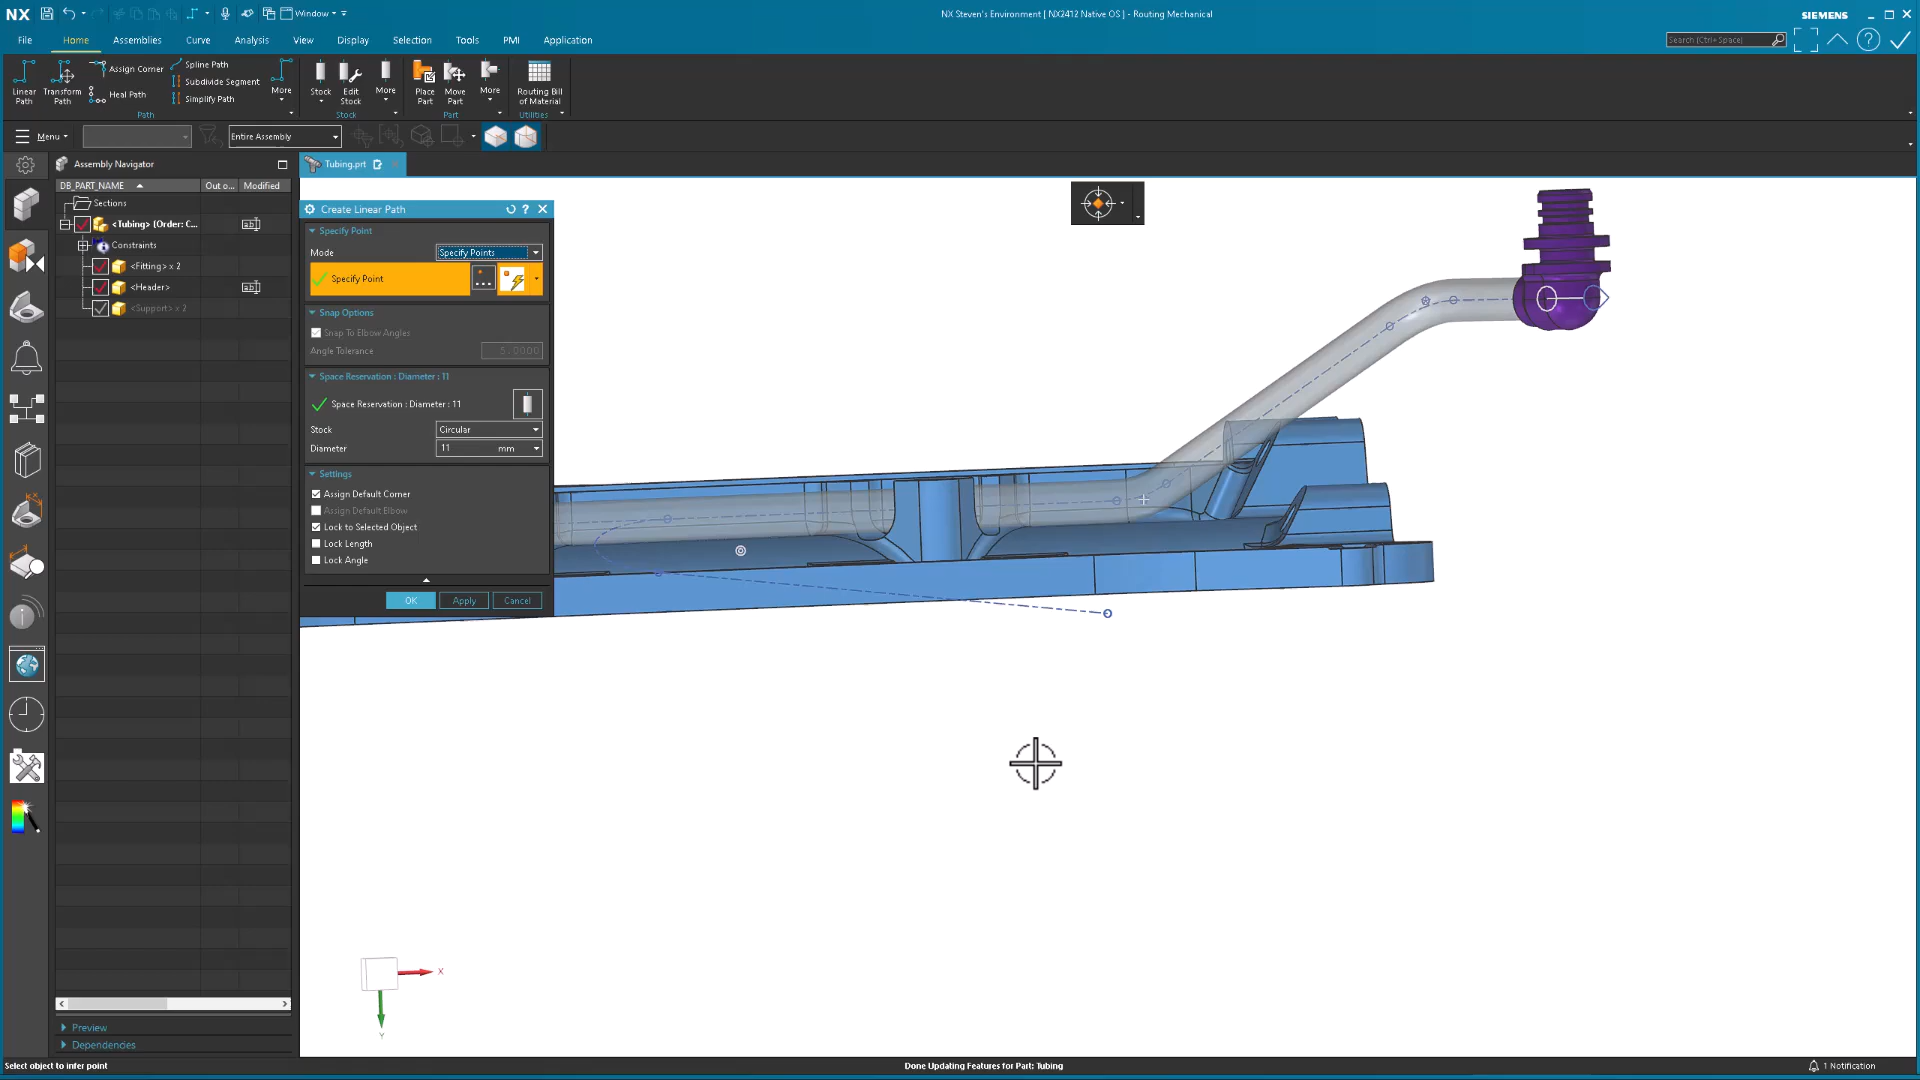 NX
Window
NX Steven's Environment [ NX2412 Native OS ] - Routing Mechanical
SIEMENS
File
Home
Assemblies
Curve
Analysis
View
Display
Selection
Tools
PMI
Application
Search (Ctrl+Space)
Linear Path
Transform Path
Assign Corner
Heal Path
Spline Path
Subdivide Segment
Simplify Path
More
Stock
Edit Stock
More
Place Part
Move Part
More
Routing Bill of Material
Path
Stock
Part
Utilities
Menu
Entire Assembly
Assembly Navigator
Tubing.prt
DB_PART_NAME
Out o...
Modified
Sections
<Tubing> (Order: C...
Constraints
<Fitting> x 2
<Header>
<Support> x 2
Create Linear Path
Specify Point
Mode
Specify Points
Specify Point
Snap Options
Snap To Elbow Angles
Angle Tolerance
5.0000
Space Reservation : Diameter : 11
Space Reservation : Diameter : 11
Stock
Circular
Diameter
11 mm
Settings
Assign Default Corner
Assign Default Elbow
Lock to Selected Object
Lock Length
Lock Angle
OK
Apply
Cancel
X
Y
Preview
Dependencies
Select object to infer point
Done Updating Features for Part: Tubing
1 Notification